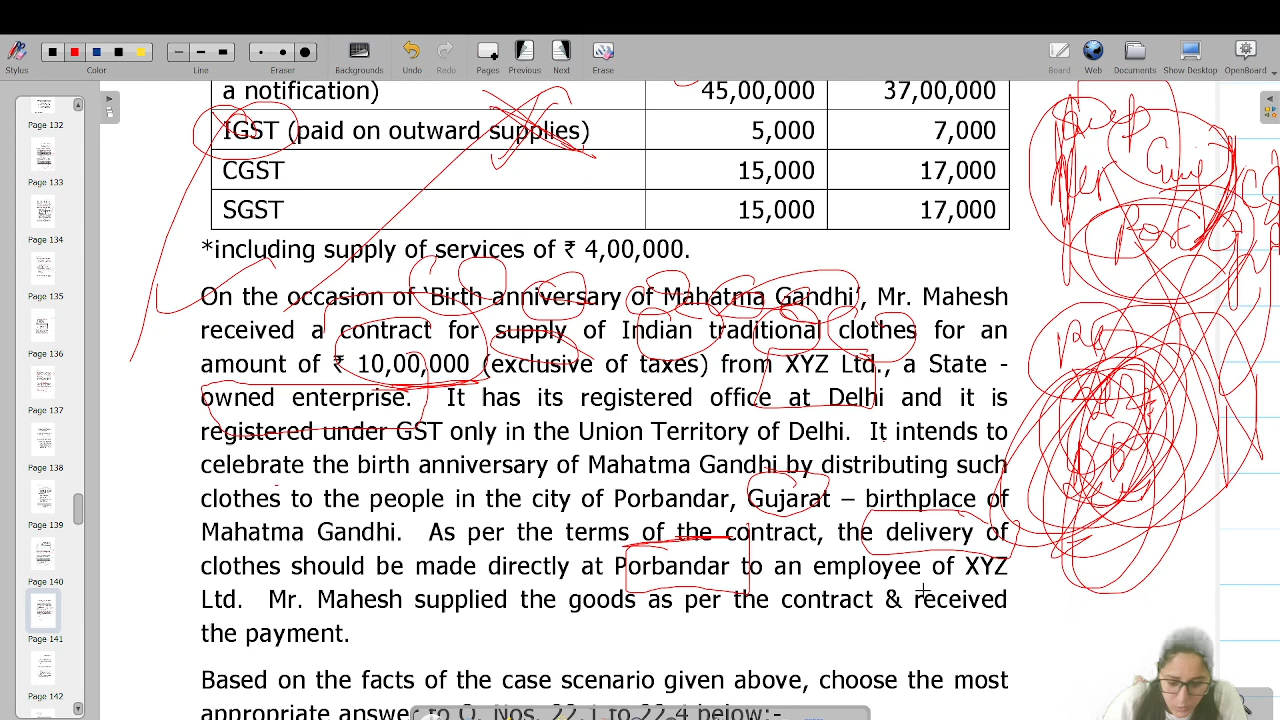 Stylus
Color
Line
Eraser
Backgrounds
Undo
Redo
Pages
Previous
Next
Erase
Board
Web
Documents
Show Desktop
OpenBoard
Page 132
Page 133
Page 134
Page 135
Page 136
Page 137
Page 138
Page 139
Page 140
Page 141
Page 142
a notification) 45,00,000 37,00,000
IGST (paid on outward supplies) 5,000 7,000
CGST 15,000 17,000
SGST 15,000 17,000
*including supply of services of ₹ 4,00,000.
On the occasion of ‘Birth anniversary of Mahatma Gandhi’, Mr. Mahesh
received a contract for supply of Indian traditional clothes for an
amount of ₹ 10,00,000 (exclusive of taxes) from XYZ Ltd., a State -
owned enterprise. It has its registered office at Delhi and it is
registered under GST only in the Union Territory of Delhi. It intends to
celebrate the birth anniversary of Mahatma Gandhi by distributing such
clothes to the people in the city of Porbandar, Gujarat – birthplace of
Mahatma Gandhi. As per the terms of the contract, the delivery of
clothes should be made directly at Porbandar to an employee of XYZ
Ltd. Mr. Mahesh supplied the goods as per the contract & received
the payment.
Based on the facts of the case scenario given above, choose the most
appropriate answer to Q. Nos. 22.1 to 22.4 below:-